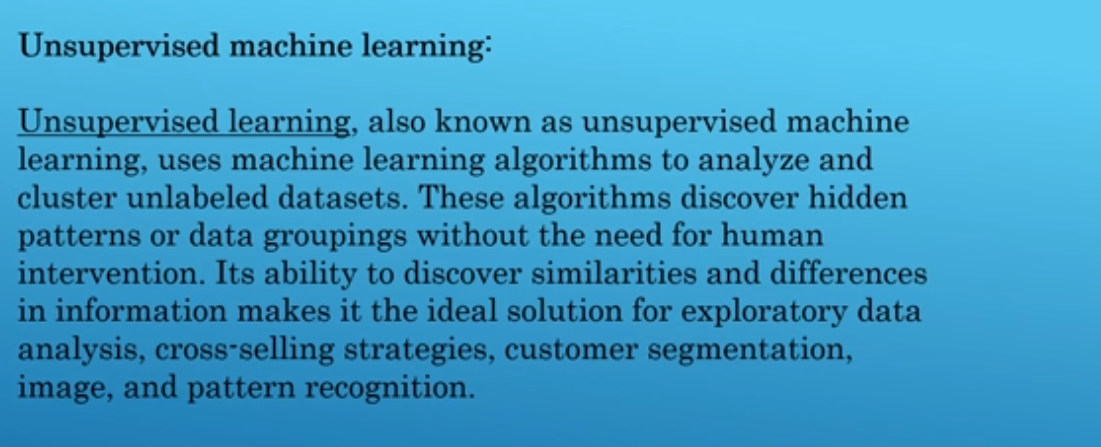 Unsupervised machine learning:
Unsupervised learning, also known as unsupervised machine
learning, uses machine learning algorithms to analyze and
cluster unlabeled datasets. These algorithms discover hidden
patterns or data groupings without the need for human
intervention. Its ability to discover similarities and differences
in information makes it the ideal solution for exploratory data
analysis, cross-selling strategies, customer segmentation,
image, and pattern recognition.